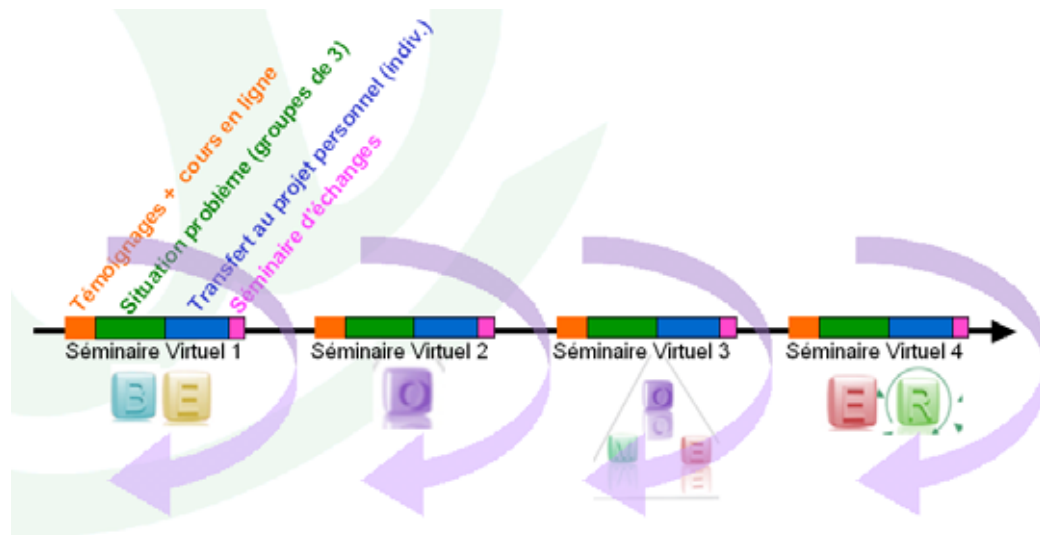 Témoignages + cours en ligne
Situation problème (groupes de 3)
Transfert au projet personnel (indiv.)
Séminaire d'échanges
Séminaire Virtuel 1
Séminaire Virtuel 2
Séminaire Virtuel 3
Séminaire Virtuel 4
B E
O
O
M E
E R